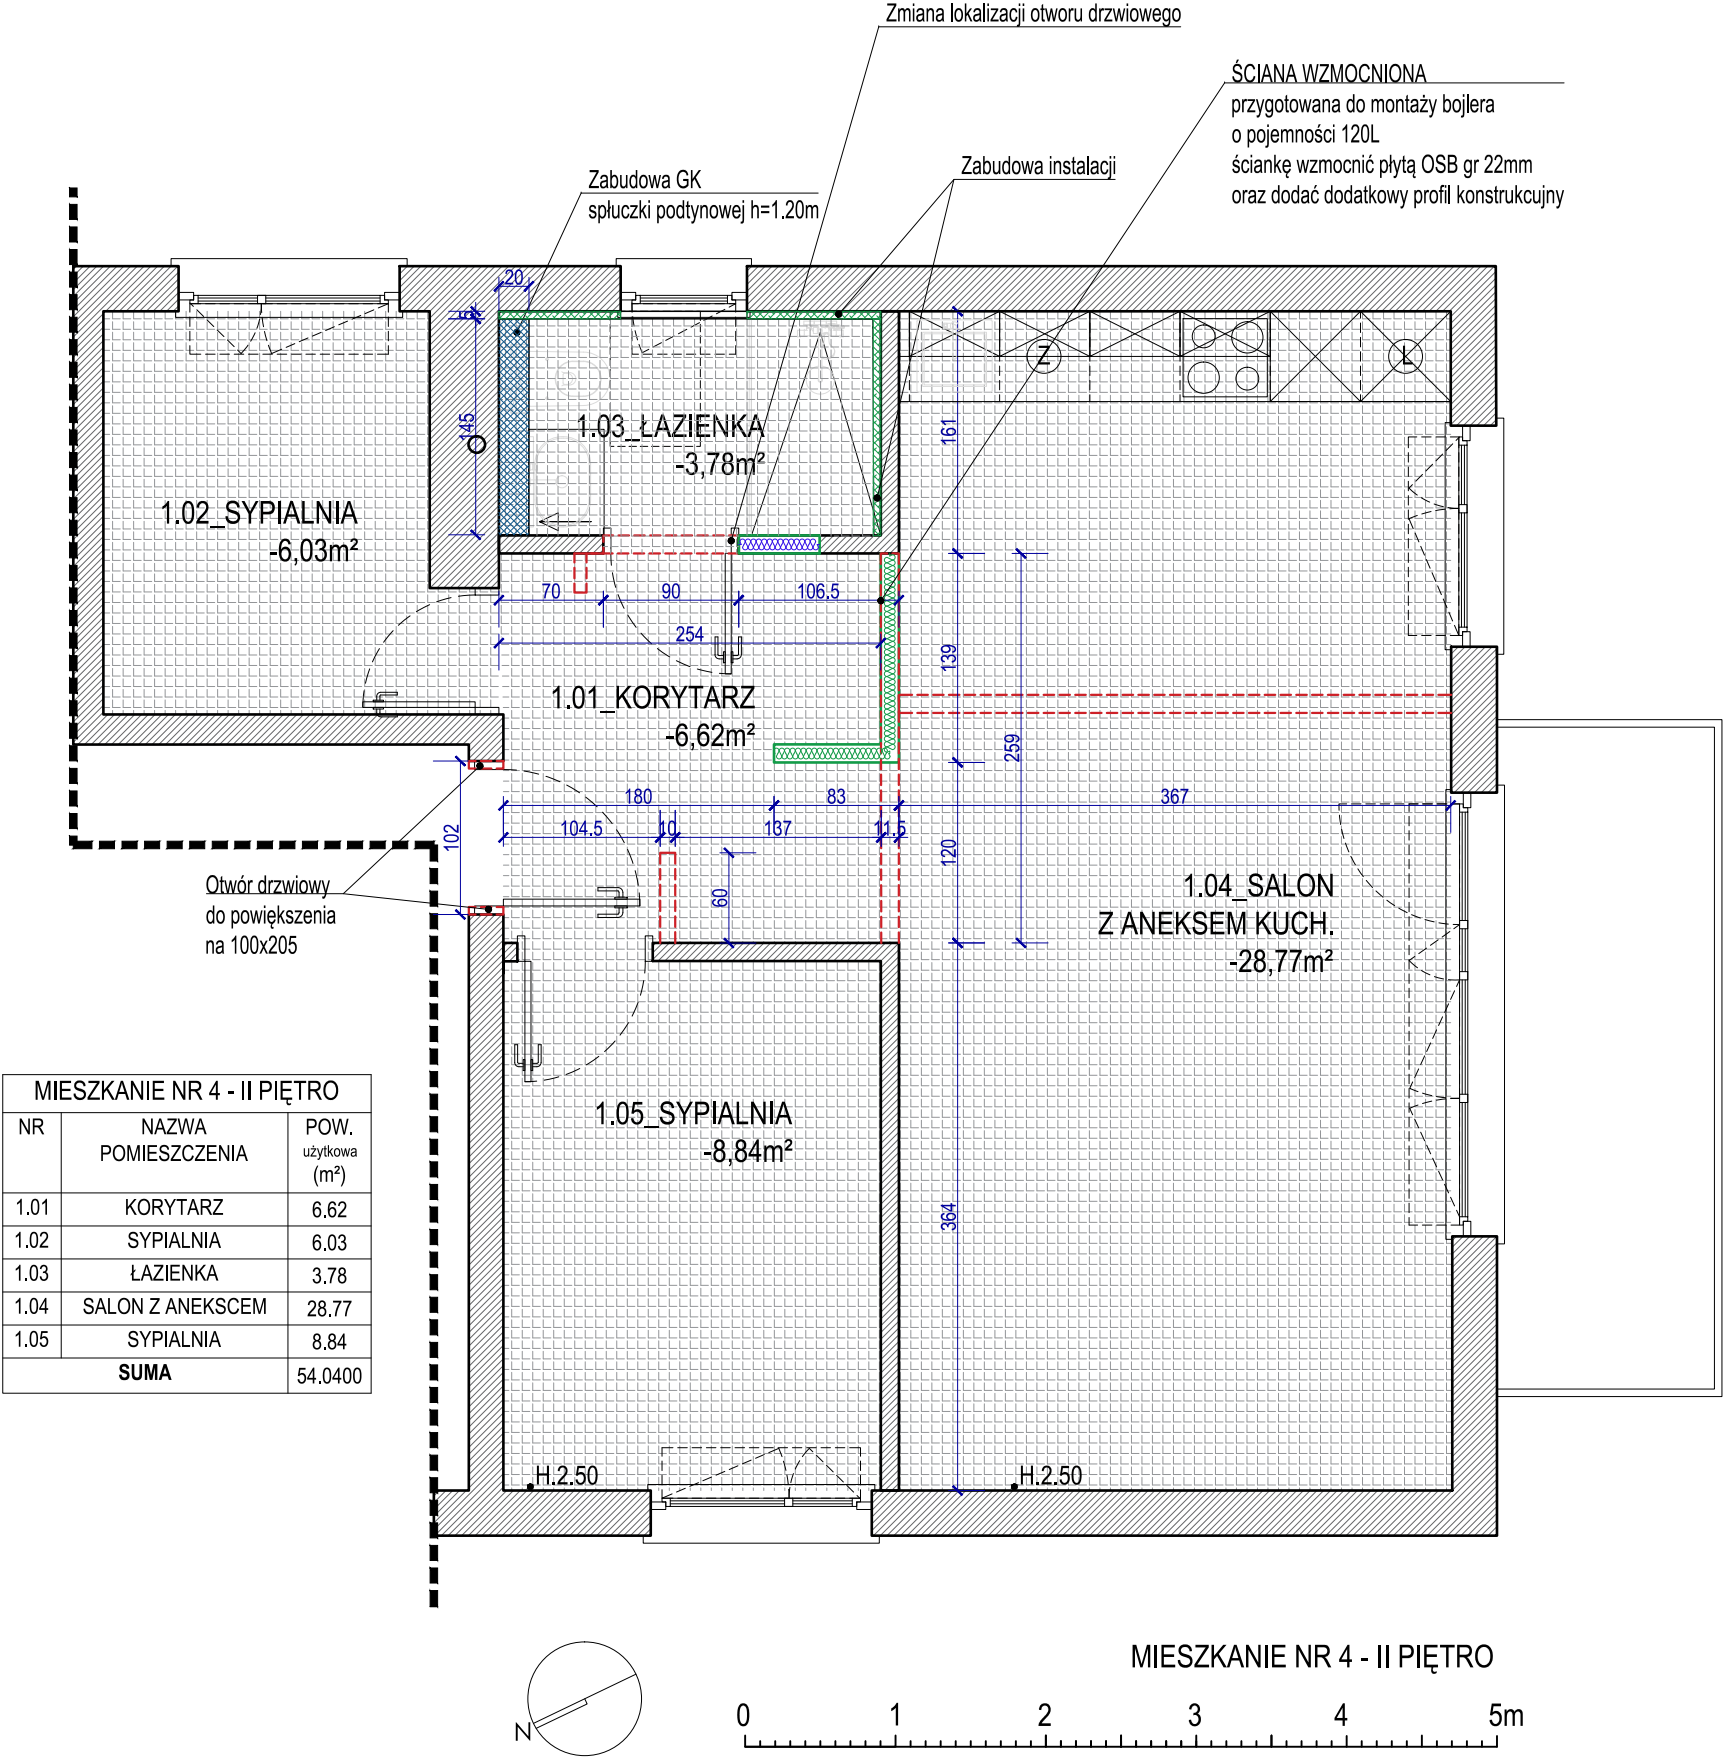 Zmiana lokalizacji otworu drzwiowego
ŚCIANA WZMOCNIONA
przygotowana do montaży bojlera
o pojemności 120L
ściankę wzmocnić płytą OSB gr 22mm
oraz dodać dodatkowy profil konstrukcujny
Zabudowa instalacji
Zabudowa GK
spłuczki podtynowej h=1.20m
20
5
145
Z
L
1.03_ŁAZIENKA
-3,78m²
161
1.02_SYPIALNIA
-6,03m²
70
90
106.5
254
139
1.01_KORYTARZ
-6,62m²
259
180
83
367
104.5
10
137
11.5
102
120
60
Otwór drzwiowy
do powiększenia
na 100x205
1.04_SALON
Z ANEKSEM KUCH.
-28,77m²
1.05_SYPIALNIA
-8,84m²
364
H.2.50
H.2.50
MIESZKANIE NR 4 - II PIĘTRO
NR NAZWA POMIESZCZENIA POW. użytkowa (m²)
1.01 KORYTARZ 6.62
1.02 SYPIALNIA 6.03
1.03 ŁAZIENKA 3.78
1.04 SALON Z ANEKSCEM 28.77
1.05 SYPIALNIA 8.84
SUMA 54.0400
N
MIESZKANIE NR 4 - II PIĘTRO
0 1 2 3 4 5m